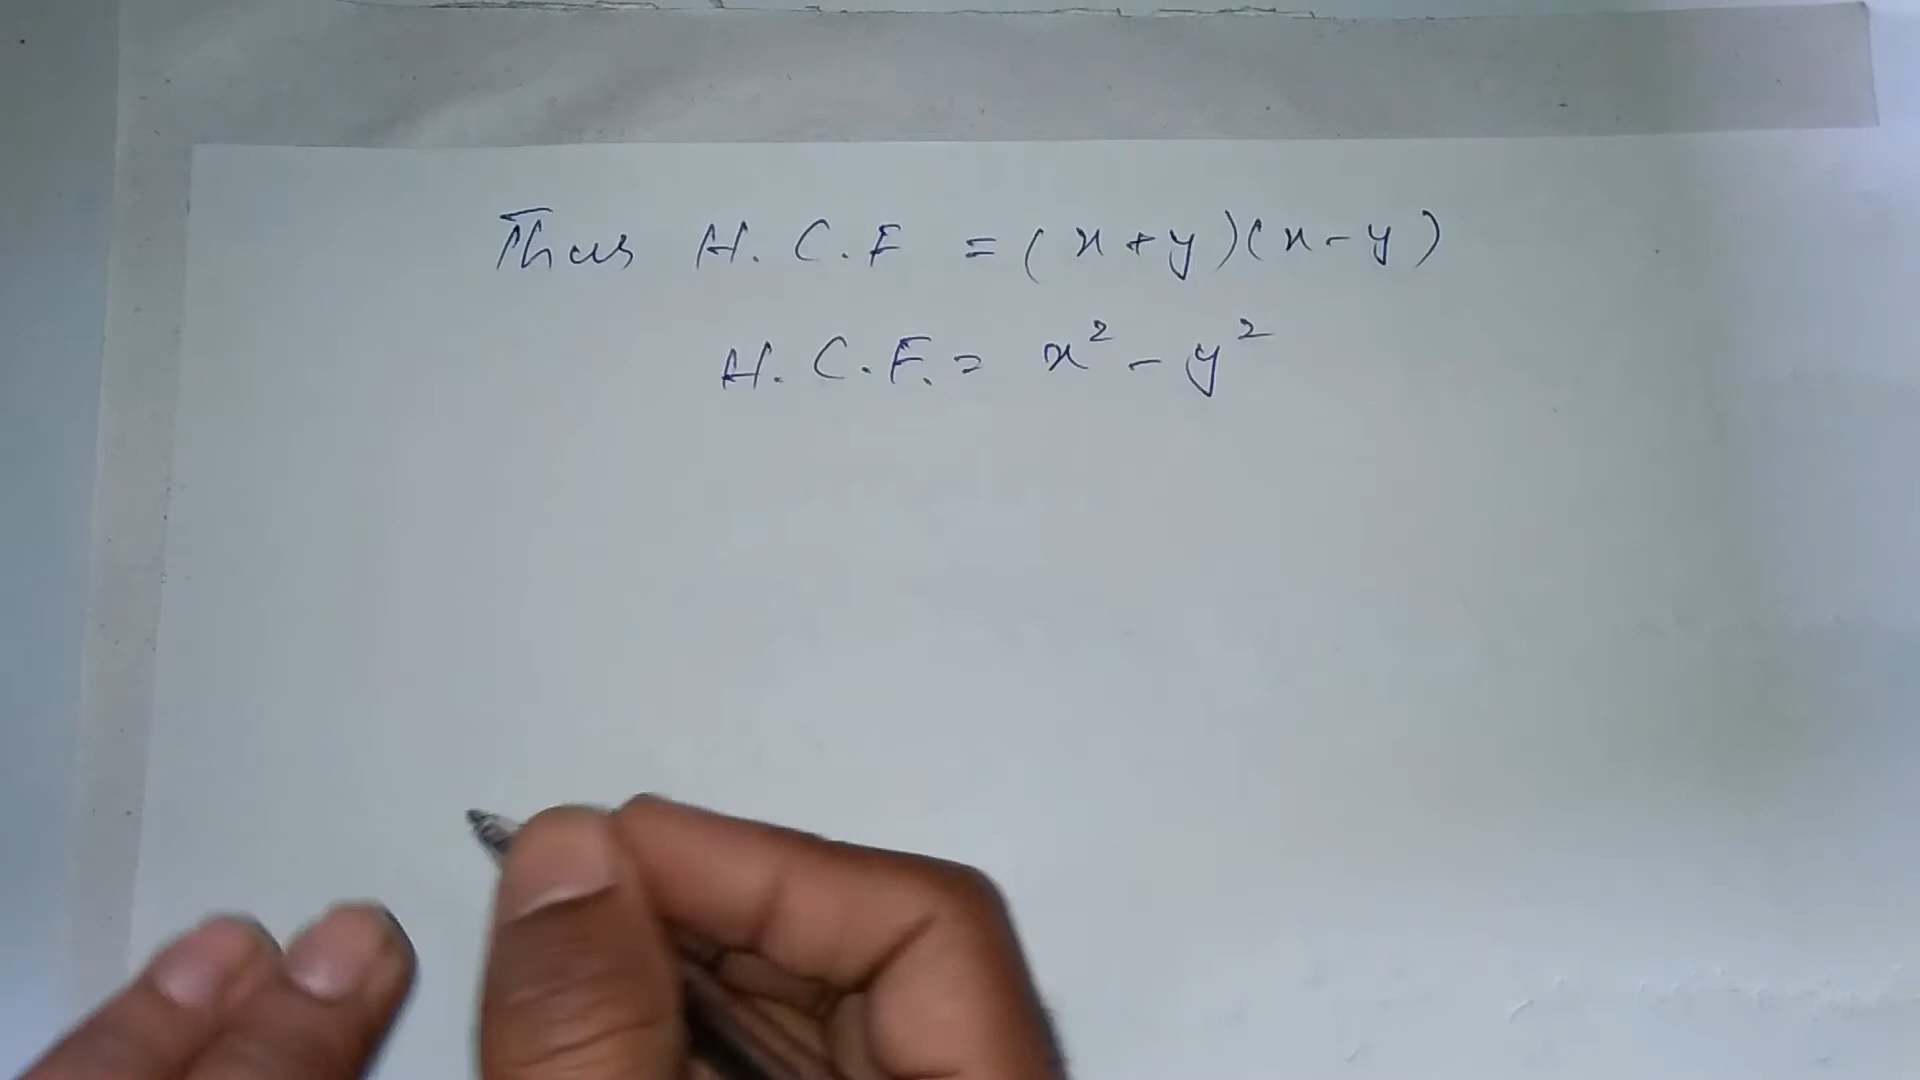 Thus H. C. F = (x + y)(x - y)
H. C. F. = x² - y²